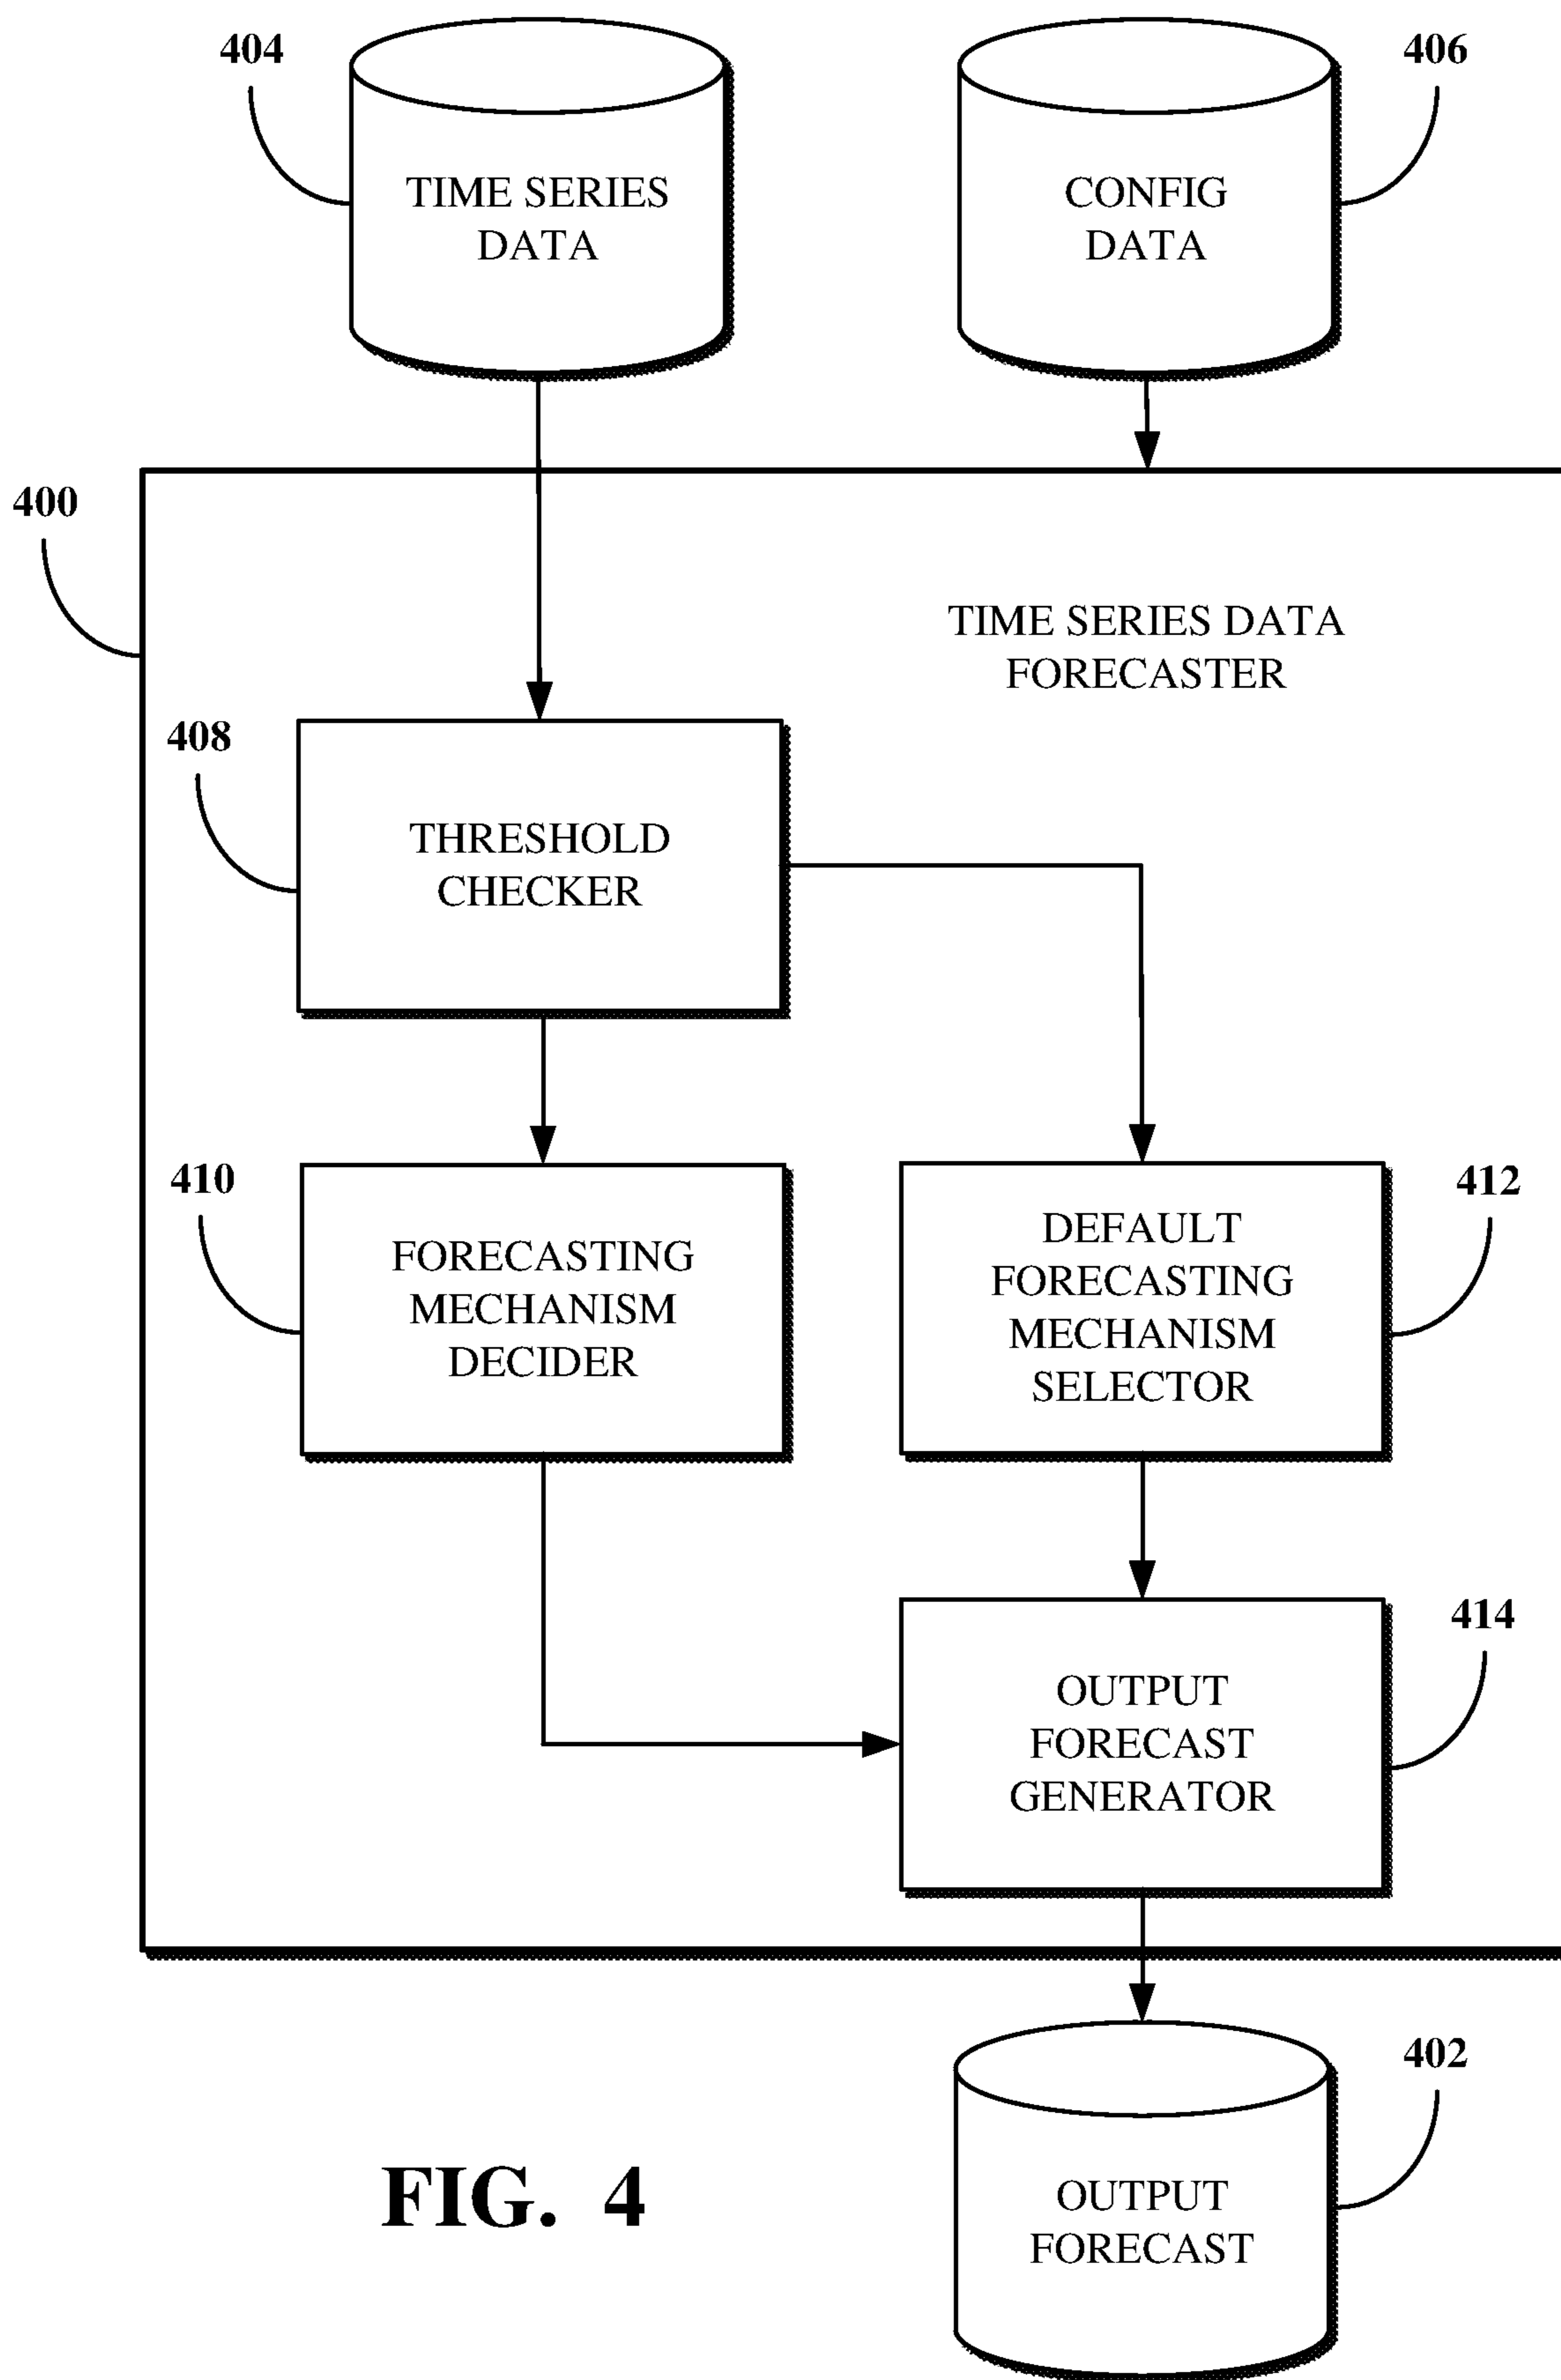 404
406
TIME SERIES
DATA
CONFIG
DATA
400
TIME SERIES DATA
FORECASTER
408
THRESHOLD
CHECKER
410
FORECASTING
MECHANISM
DECIDER
412
DEFAULT
FORECASTING
MECHANISM
SELECTOR
414
OUTPUT
FORECAST
GENERATOR
402
OUTPUT
FORECAST
FIG. 4